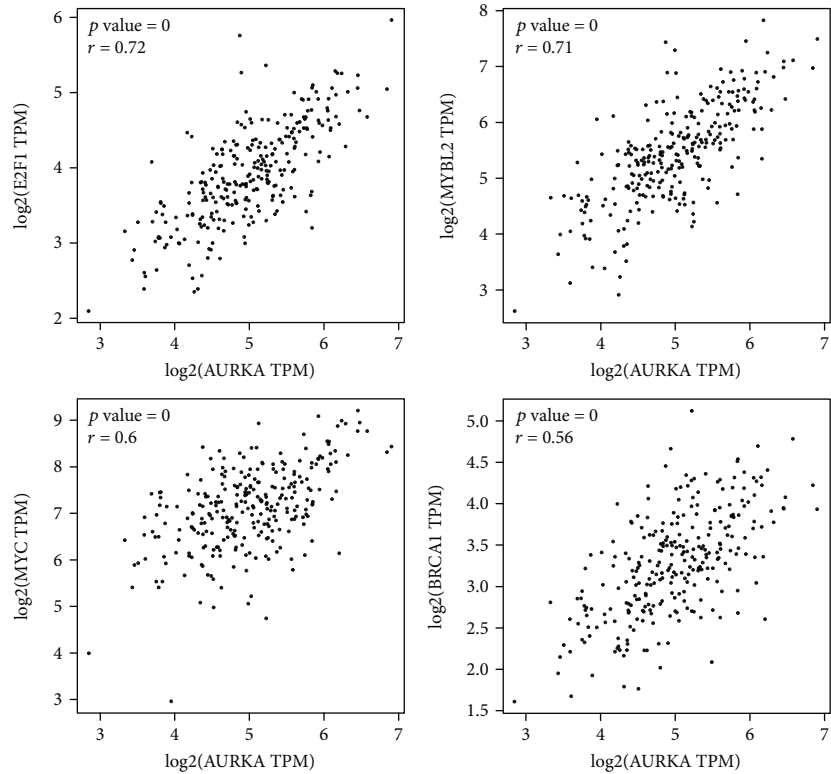 p value = 0
r = 0.72
log2(E2F1 TPM)
6
5
4
3
2
3 4 5 6 7
log2(AURKA TPM)
p value = 0
r = 0.71
log2(MYBL2 TPM)
8
7
6
5
4
3
3 4 5 6 7
log2(AURKA TPM)
p value = 0
r = 0.6
log2(MYC TPM)
9
8
7
6
5
4
3
3 4 5 6 7
log2(AURKA TPM)
p value = 0
r = 0.56
log2(BRCA1 TPM)
5.0
4.5
4.0
3.5
3.0
2.5
2.0
1.5
3 4 5 6 7
log2(AURKA TPM)